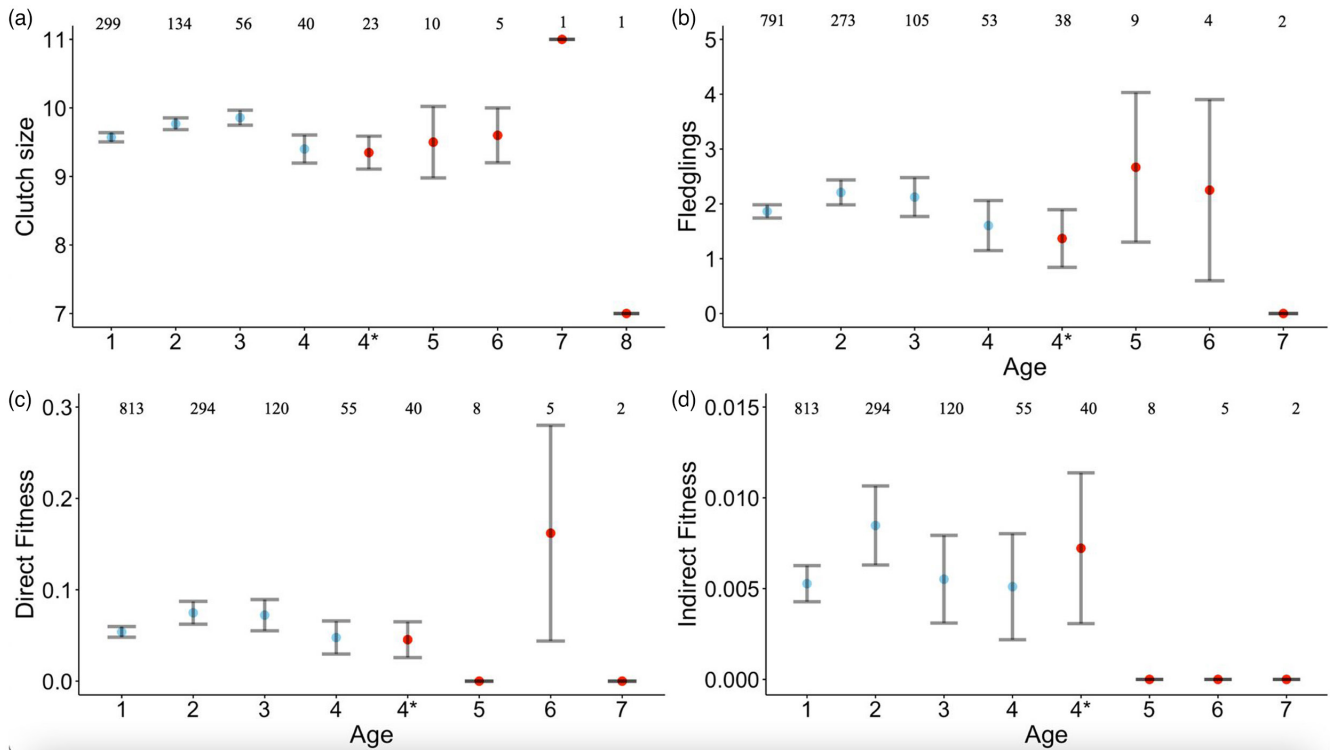 (a)
299 134 56 40 23 10 5 1 1
11
10
9
8
7
Clutch size
1 2 3 4 4* 5 6 7 8
(b)
791 273 105 53 38 9 4 2
5
4
3
2
1
0
Fledglings
1 2 3 4 4* 5 6 7
Age
(c)
813 294 120 55 40 8 5 2
0.3
0.2
0.1
0.0
Direct Fitness
1 2 3 4 4* 5 6 7
Age
(d)
813 294 120 55 40 8 5 2
0.015
0.010
0.005
0.000
Indirect Fitness
1 2 3 4 4* 5 6 7
Age